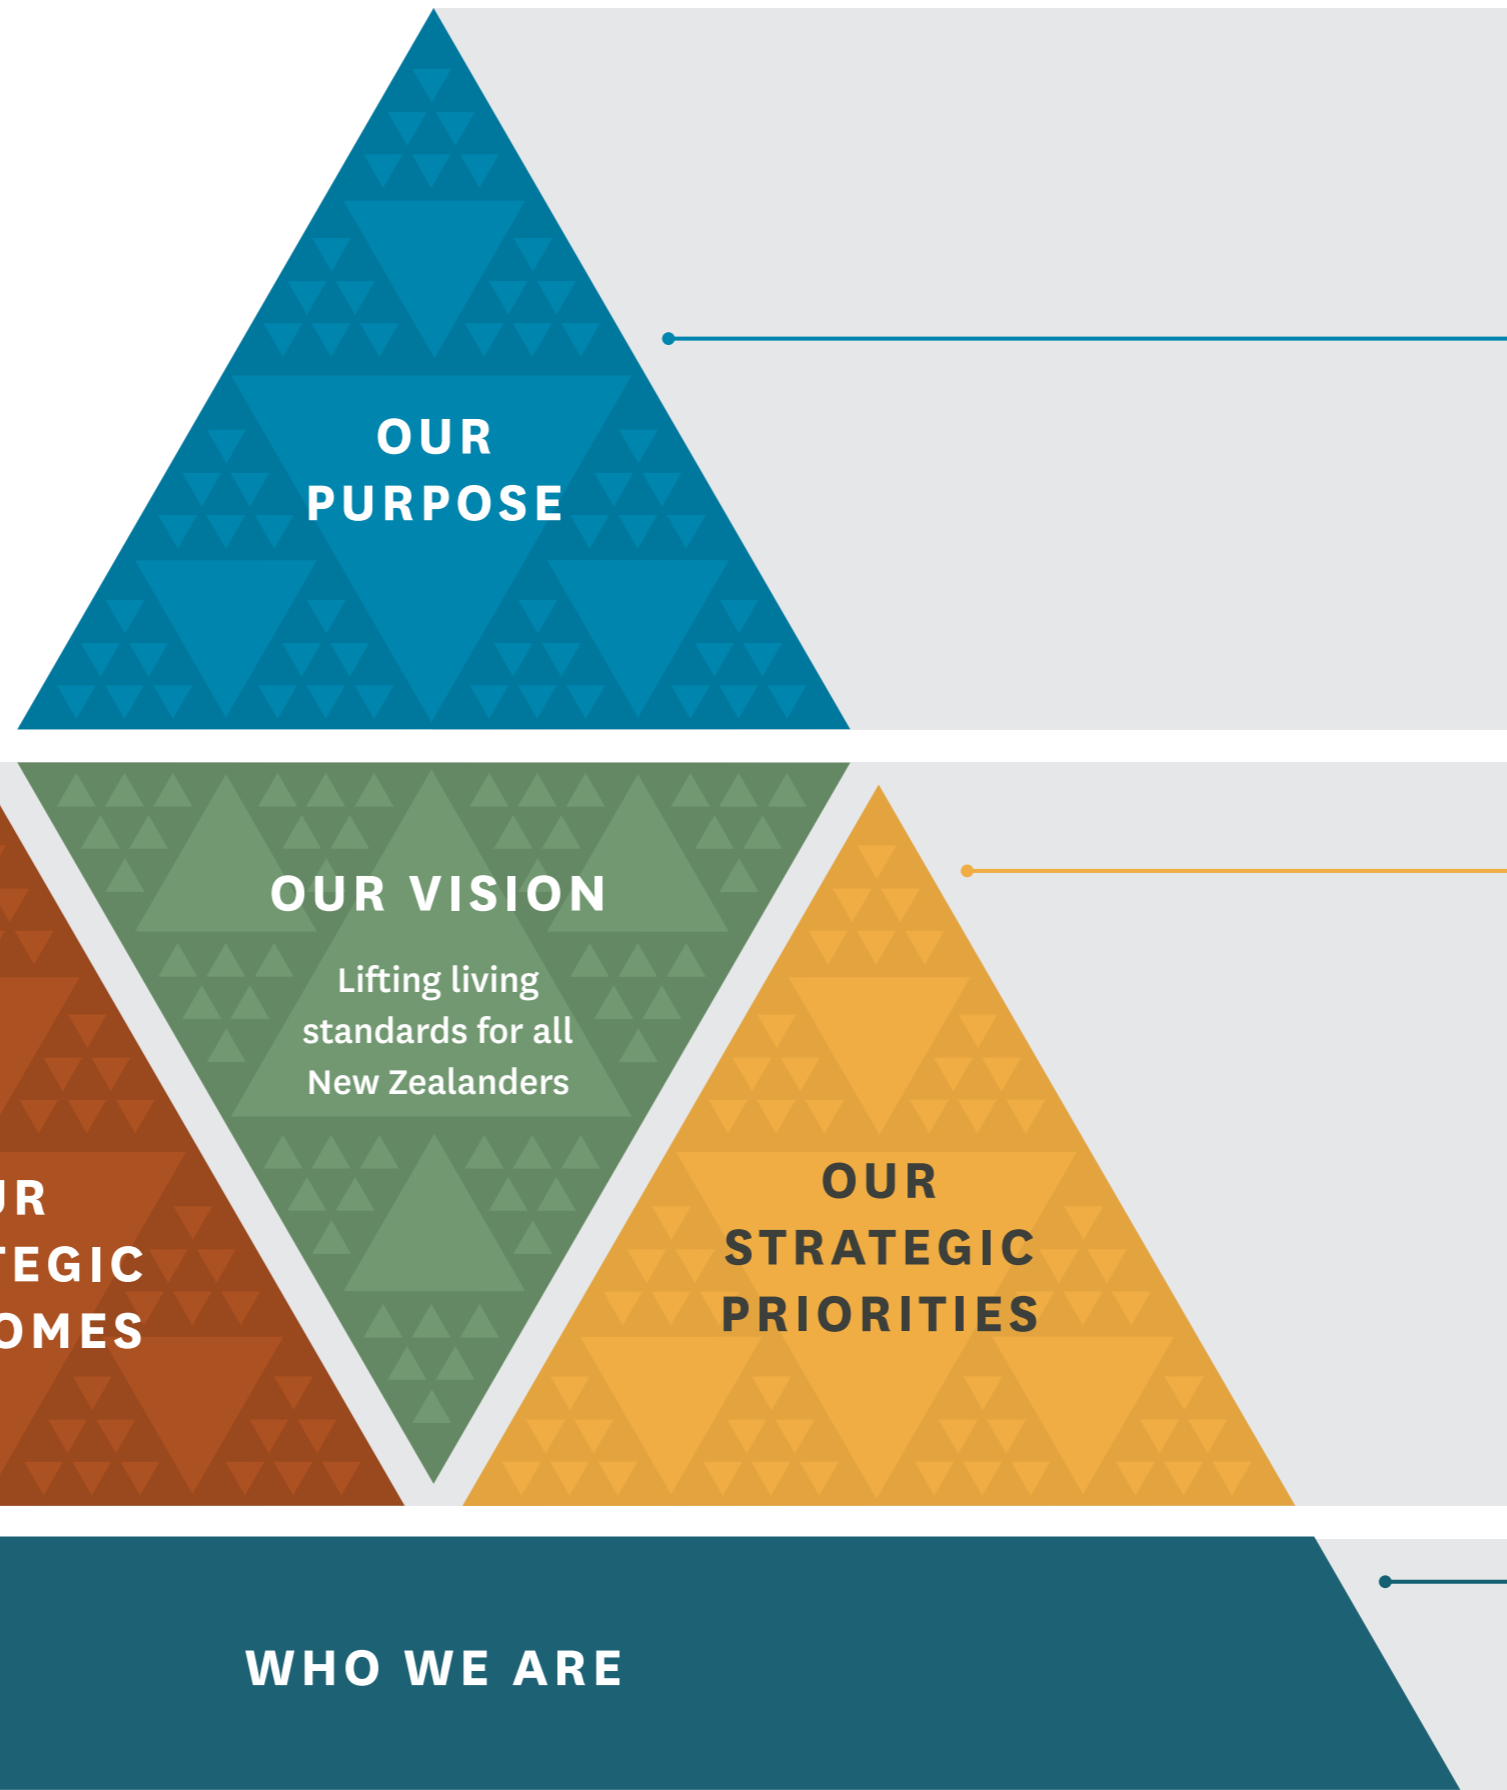 OUR
PURPOSE
OUR VISION
Lifting living
standards for all
New Zealanders
OUR
STRATEGIC
PRIORITIES
WHO WE ARE